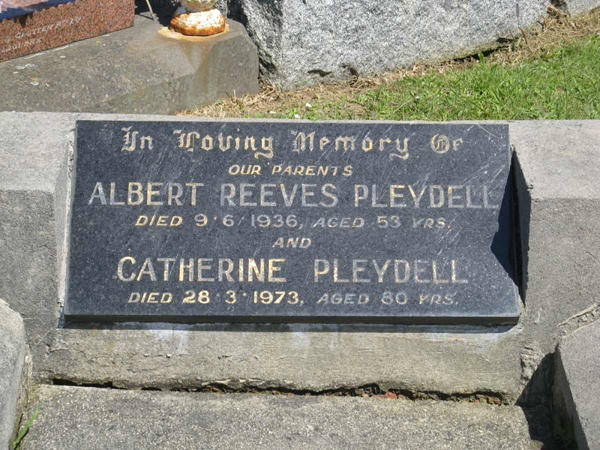 In Loving Memory Of
OUR PARENTS
ALBERT REEVES PLEYDELL
DIED 9·6·1936, AGED 53 YRS.
AND
CATHERINE PLEYDELL
DIED 28·3·1973, AGED 80 YRS.